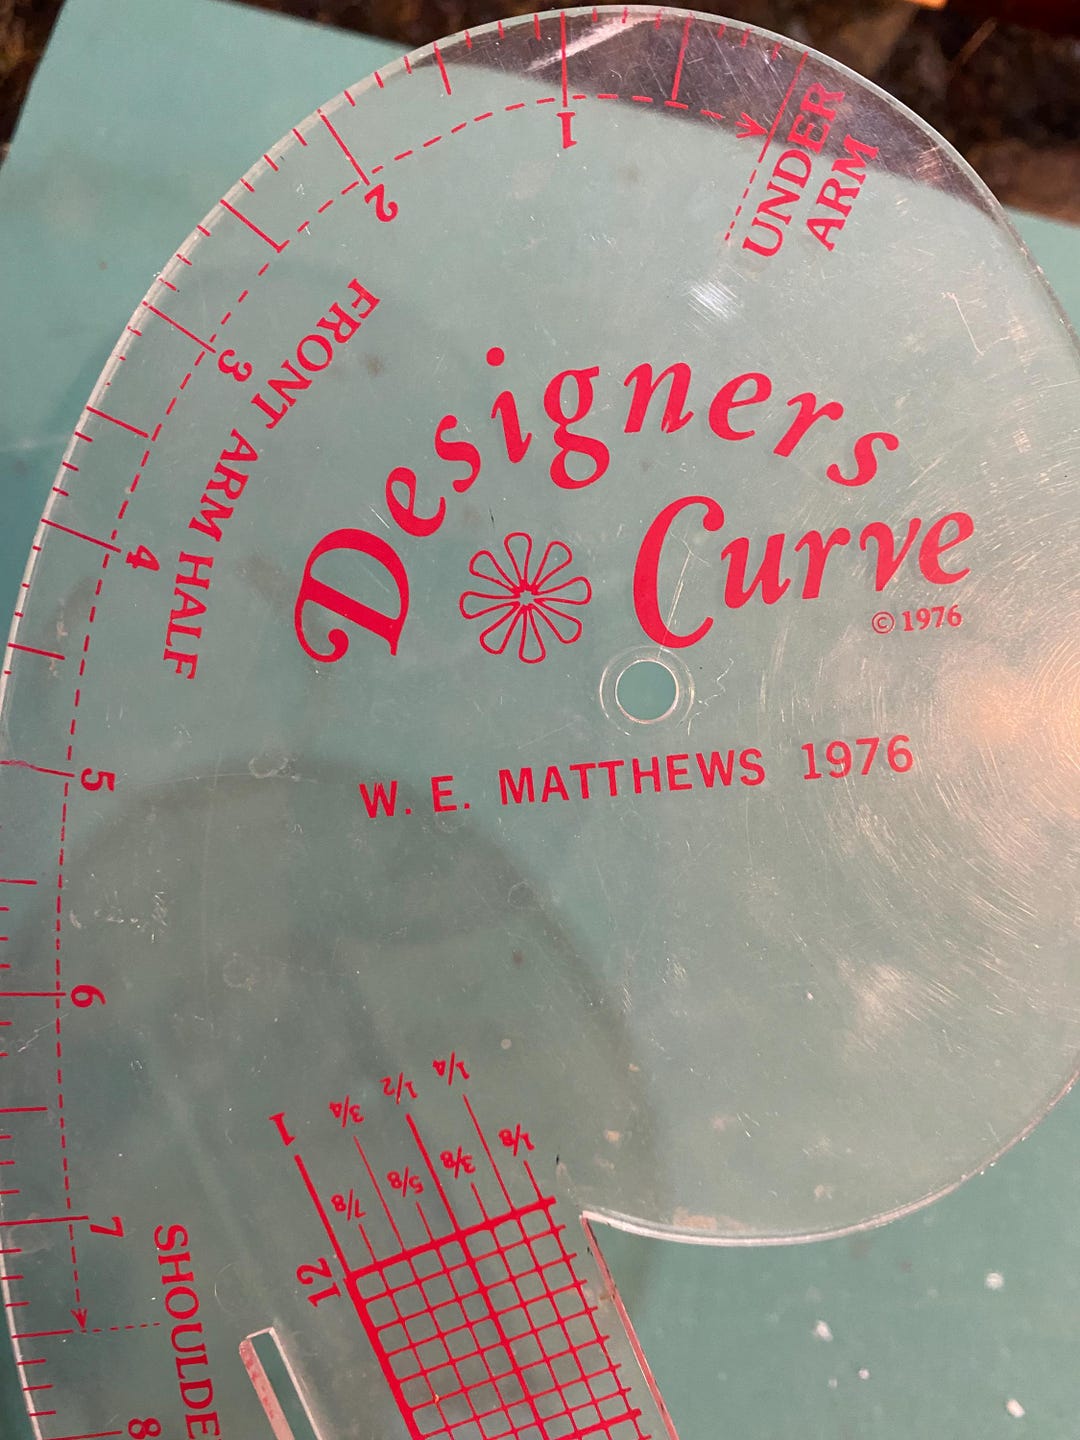 UNDER
ARM
1
2
3
4
5
6
7
8
FRONT ARM HALF
Designers
Curve
© 1976
W. E. MATTHEWS 1976
1 3/4 1/2 1/4
7/8 5/8 3/8 1/8
12